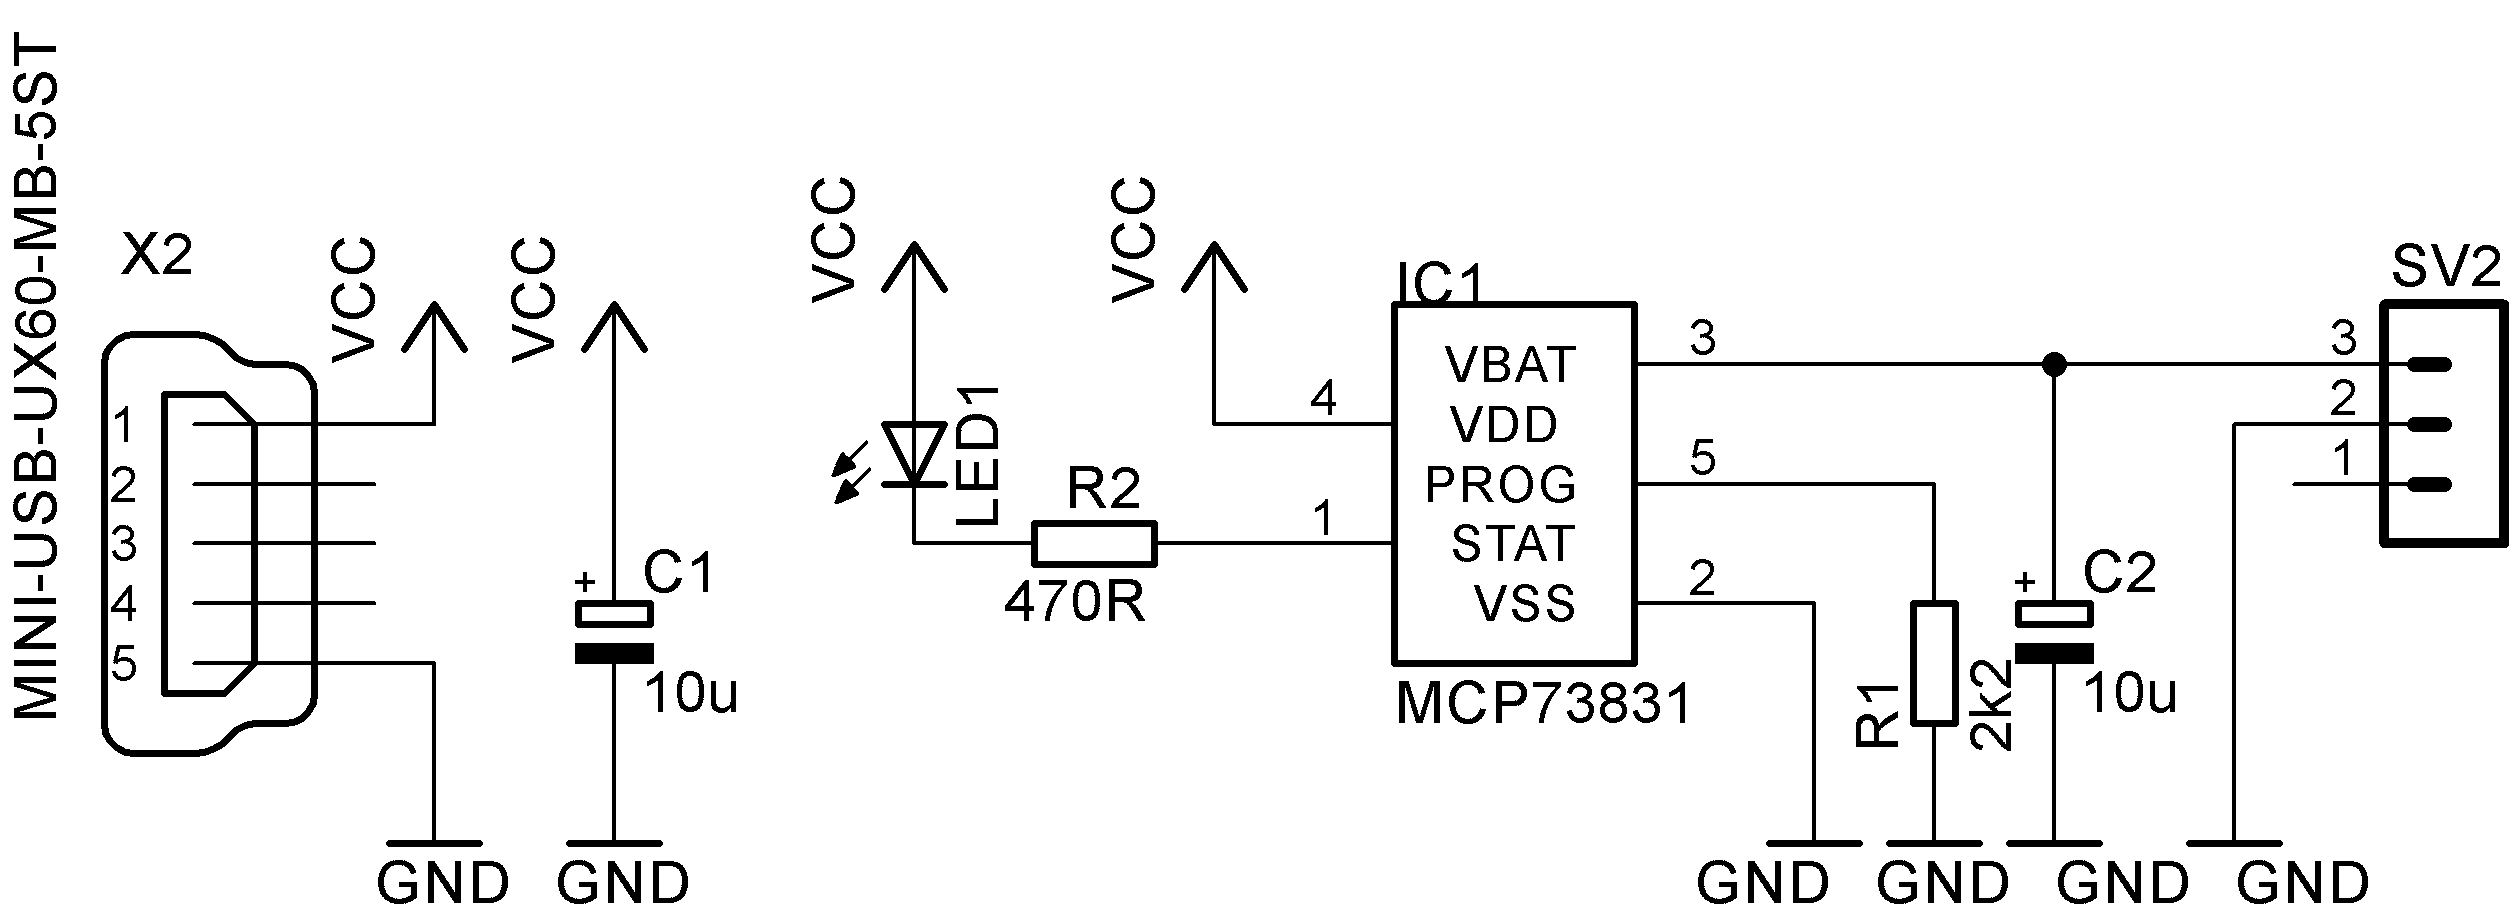 MINI-USB-UX60-MB-5ST
X2
1
2
3
4
5
VCC
GND
VCC
+
C1
10u
GND
VCC
LED1
R2
470R
VCC
4
1
IC1
VBAT
VDD
PROG
STAT
VSS
MCP73831
3
5
2
GND
R1
2k2
GND
+
C2
10u
GND
SV2
3
2
1
GND